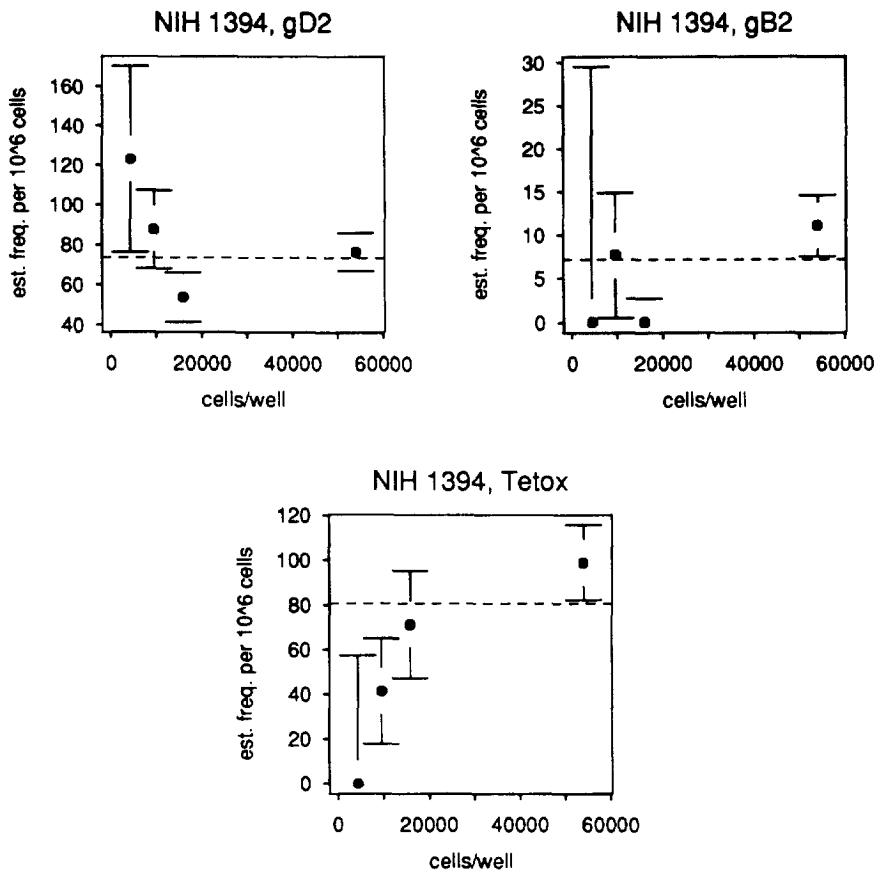 NIH 1394, gD2
est. freq. per 10^6 cells
160
140
120
100
80
60
40
0 20000 40000 60000
cells/well
NIH 1394, gB2
est. freq. per 10^6 cells
30
25
20
15
10
5
0
0 20000 40000 60000
cells/well
NIH 1394, Tetox
est. freq. per 10^6 cells
120
100
80
60
40
20
0
0 20000 40000 60000
cells/well